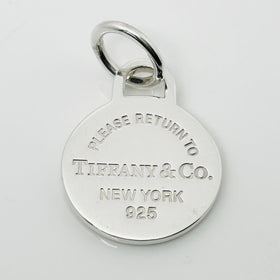 PLEASE RETURN TO
TIFFANY & CO.
NEW YORK
925